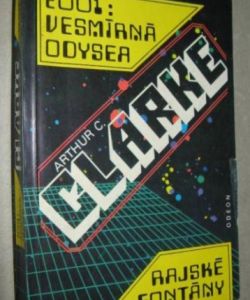 2001:
VESMÍRNÁ
ODYSEA
ARTHUR C.
CLARKE
ODEON
RAJSKÉ
FONTÁNY